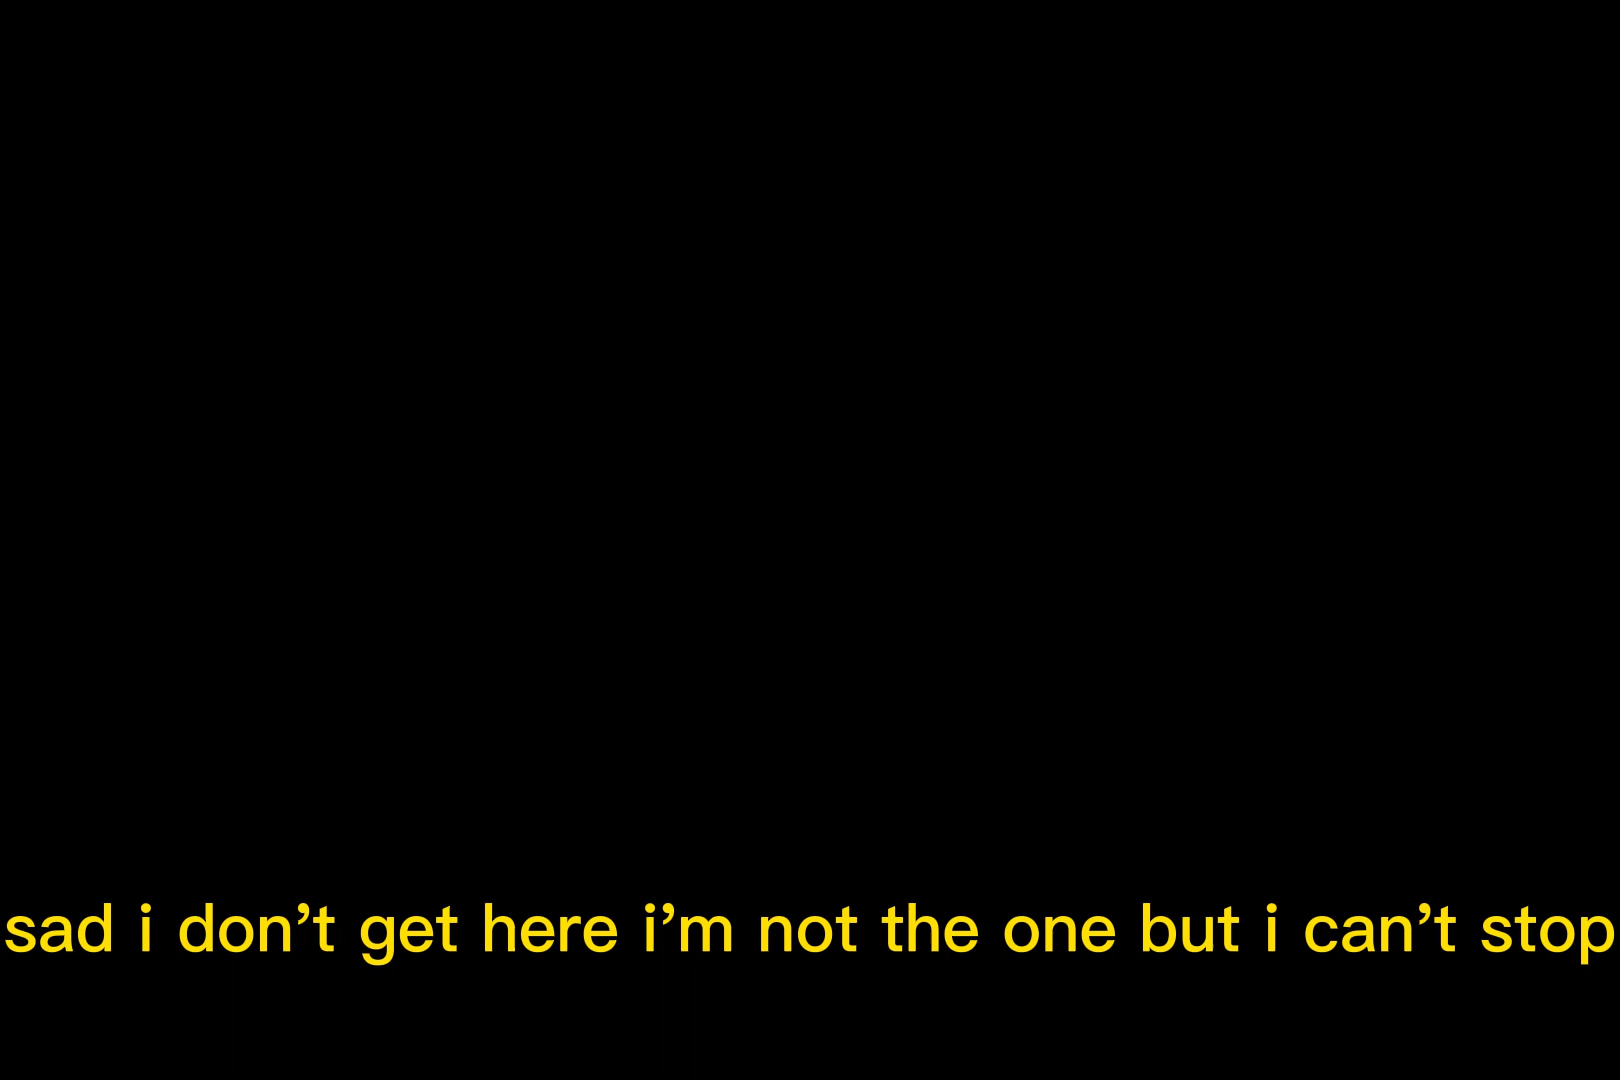 sad i don’t get here i’m not the one but i can’t stop